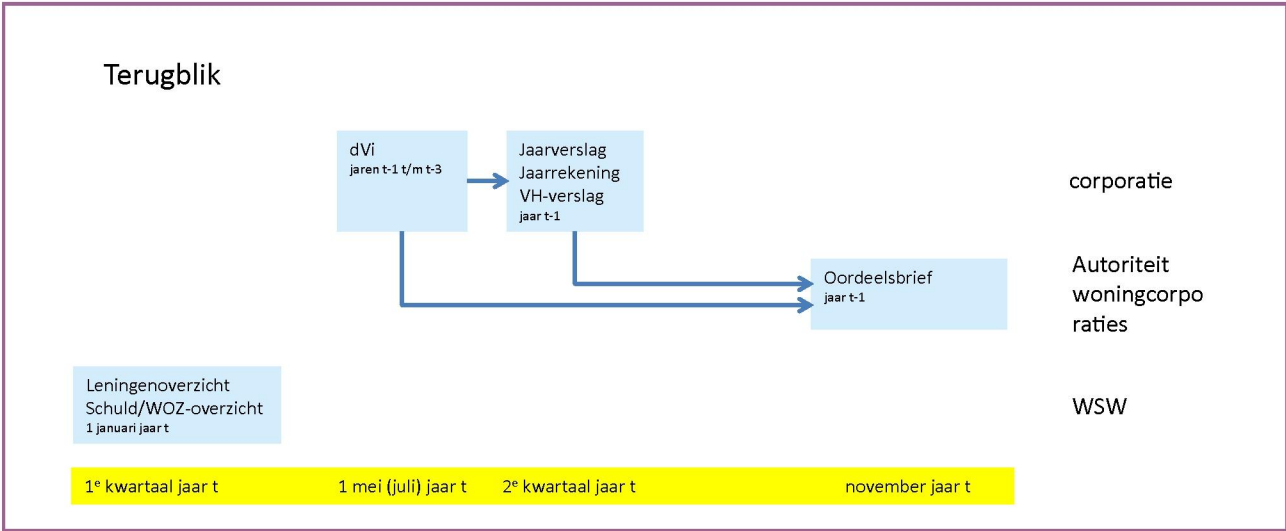 Terugblik
dVi
jaren t-1 t/m t-3
Jaarverslag
Jaarrekening
VH-verslag
jaar t-1
corporatie
Oordeelsbrief
jaar t-1
Autoriteit
woningcorpo
raties
Leningenoverzicht
Schuld/WOZ-overzicht
1 januari jaar t
WSW
1e kwartaal jaar t
1 mei (juli) jaar t
2e kwartaal jaar t
november jaar t